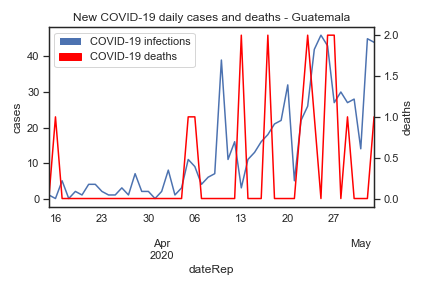 New COVID-19 daily cases and deaths - Guatemala
COVID-19 infections
COVID-19 deaths
cases
40
30
20
10
0
deaths
2.0
1.5
1.0
0.5
0.0
16 23 30 06 13 20 27
Apr May
2020
dateRep